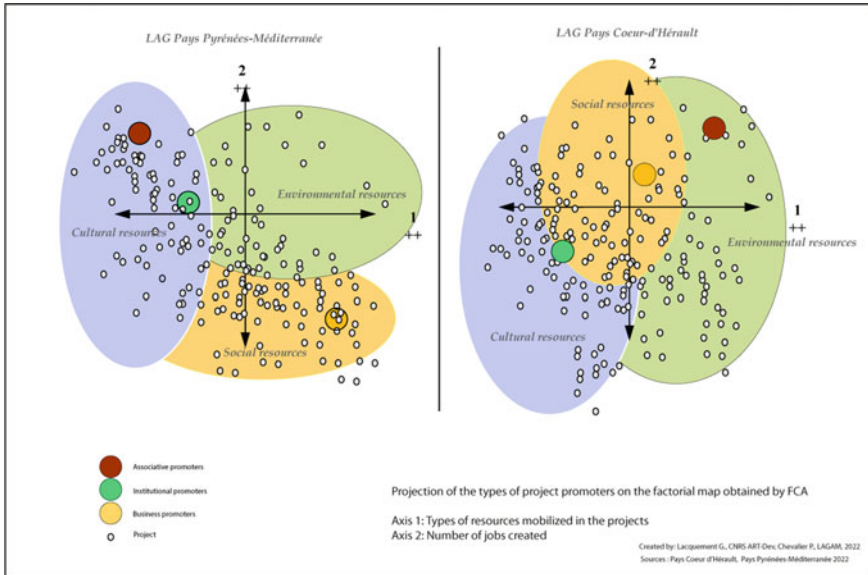 LAG Pays Pyrénées-Méditerranée
2
++
Environmental resources
1
++
Cultural resources
Social resources
LAG Pays Coeur-d'Hérault
2
++
Social resources
1
++
Environmental resources
Cultural resources
Associative promoters
Institutional promoters
Business promoters
Project
Projection of the types of project promoters on the factorial map obtained by FCA
Axis 1: Types of resources mobilized in the projects
Axis 2: Number of jobs created
Created by: Lacquement G., CNRS ART-Dev, Chevalier P., LAGAM, 2022
Sources : Pays Coeur d'Hérault, Pays Pyrénées-Méditerranée 2022